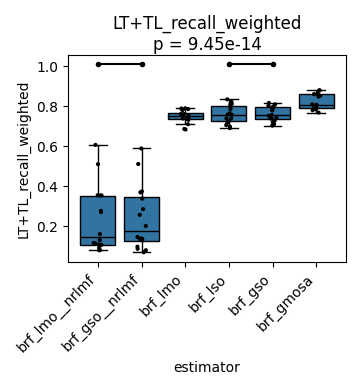 LT+TL_recall_weighted
p = 9.45e-14
LT+TL_recall_weighted
1.0
0.8
0.6
0.4
0.2
brf_lmo__nrlmf
brf_gso__nrlmf
brf_lmo
brf_lso
brf_gso
brf_gmosa
estimator